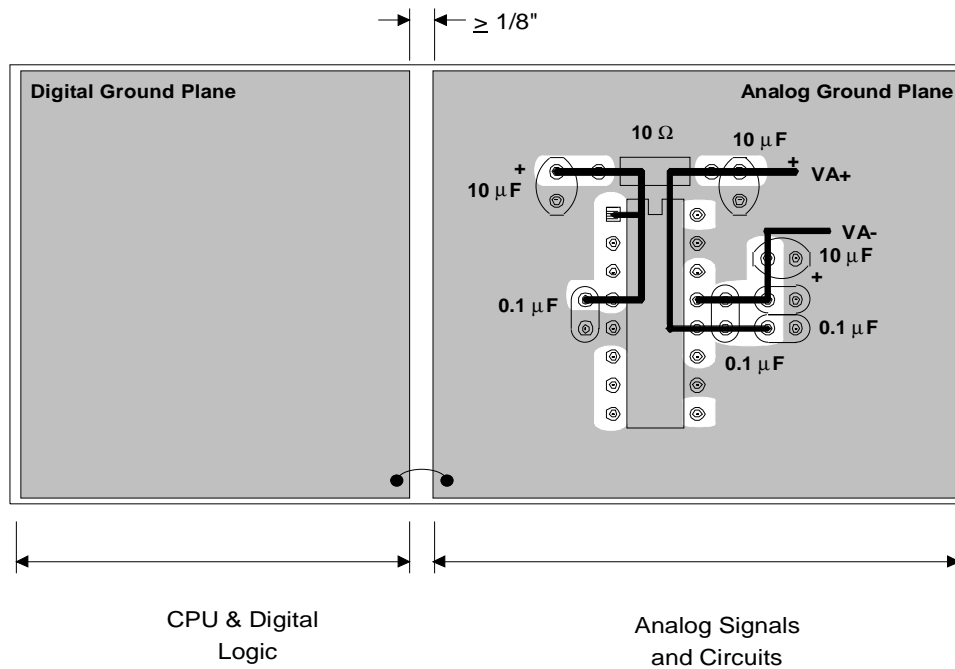 ≥ 1/8"
Digital Ground Plane
Analog Ground Plane
10 Ω
10 µF
+
VA+
+
10 µF
VA-
10 µF
+
0.1 µF
0.1 µF
0.1 µF
CPU & Digital
Logic
Analog Signals
and Circuits